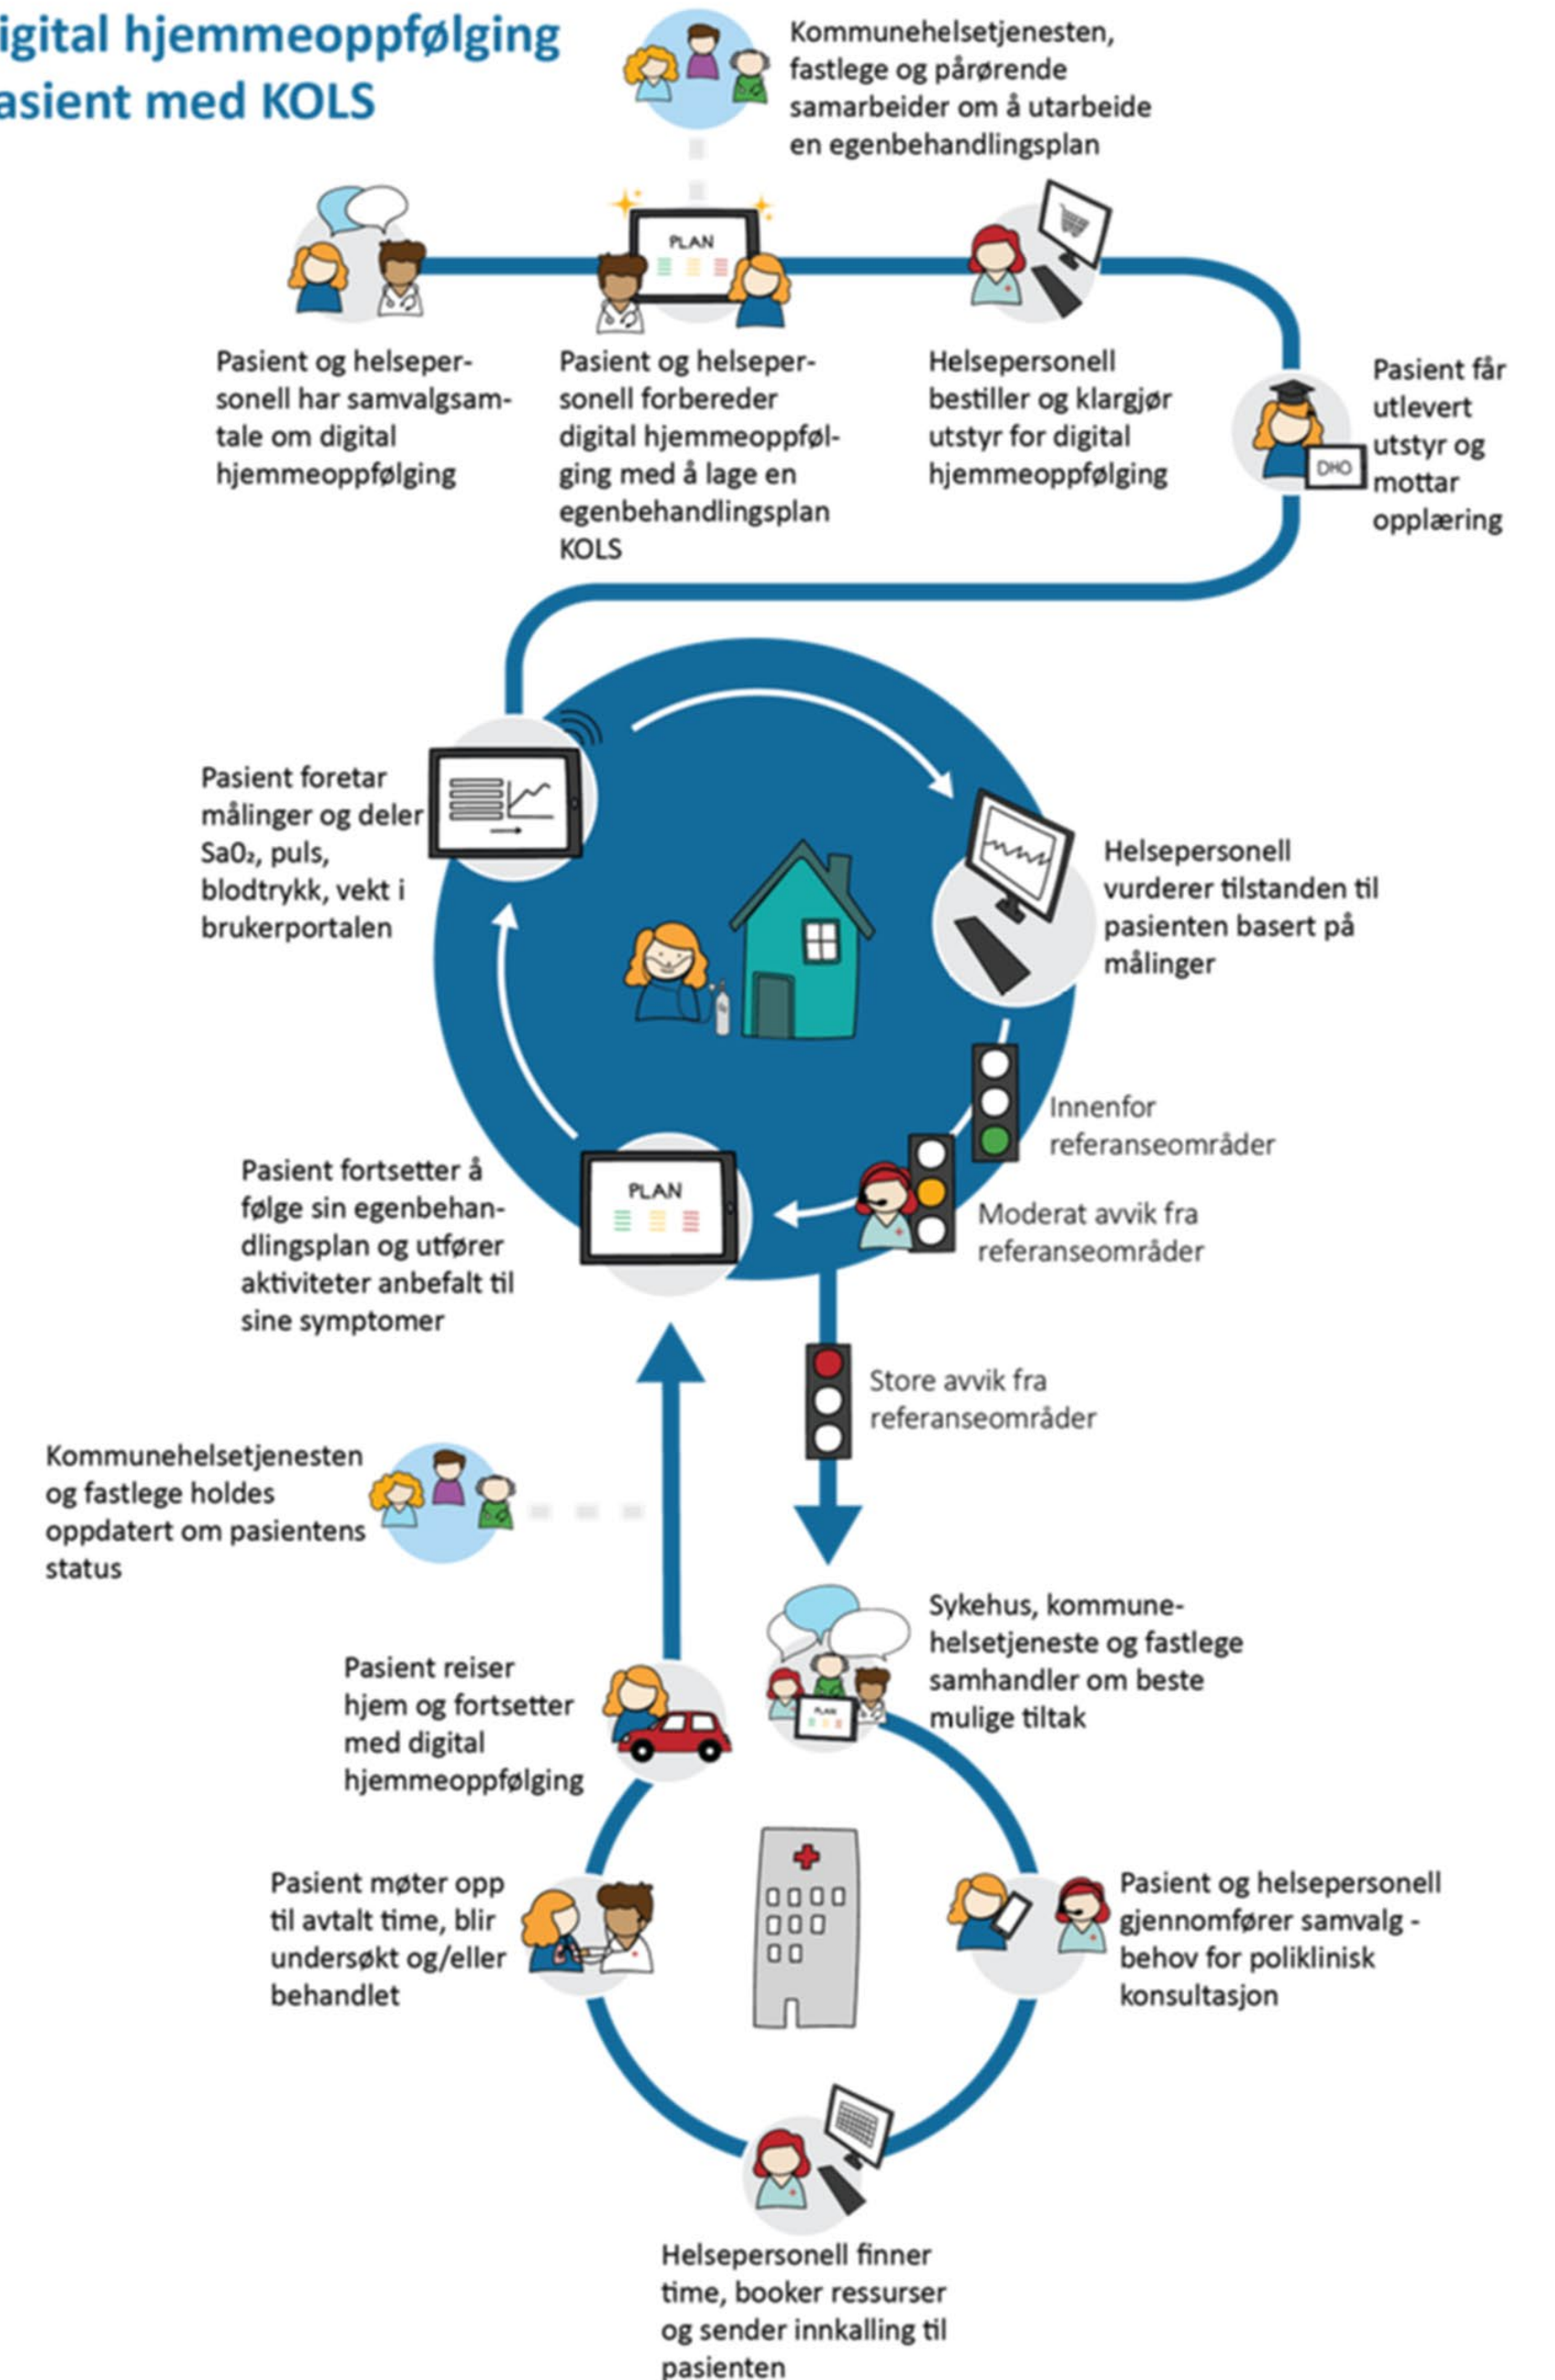 igital hjemmeoppfølging
asient med KOLS
Kommunehelsetjenesten,
fastlege og pårørende
samarbeider om å utarbeide
en egenbehandlingsplan
PLAN
Pasient og helseper-
sonell har samvalgsam-
tale om digital
hjemmeoppfølging
Pasient og helseper-
sonell forbereder
digital hjemmeoppføl-
ging med å lage en
egenbehandlingsplan
KOLS
Helsepersonell
bestiller og klargjør
utstyr for digital
hjemmeoppfølging
Pasient får
utlevert
utstyr og
mottar
opplæring
DHO
Pasient foretar
målinger og deler
SaO₂, puls,
blodtrykk, vekt i
brukerportalen
Helsepersonell
vurderer tilstanden til
pasienten basert på
målinger
Innenfor
referanseområder
Moderat avvik fra
referanseområder
PLAN
Pasient fortsetter å
følge sin egenbehan-
dlingsplan og utfører
aktiviteter anbefalt til
sine symptomer
Store avvik fra
referanseområder
Kommunehelsetjenesten
og fastlege holdes
oppdatert om pasientens
status
Sykehus, kommune-
helsetjeneste og fastlege
samhandler om beste
mulige tiltak
PLAN
Pasient reiser
hjem og fortsetter
med digital
hjemmeoppfølging
Pasient møter opp
til avtalt time, blir
undersøkt og/eller
behandlet
Pasient og helsepersonell
gjennomfører samvalg -
behov for poliklinisk
konsultasjon
Helsepersonell finner
time, booker ressurser
og sender innkalling til
pasienten